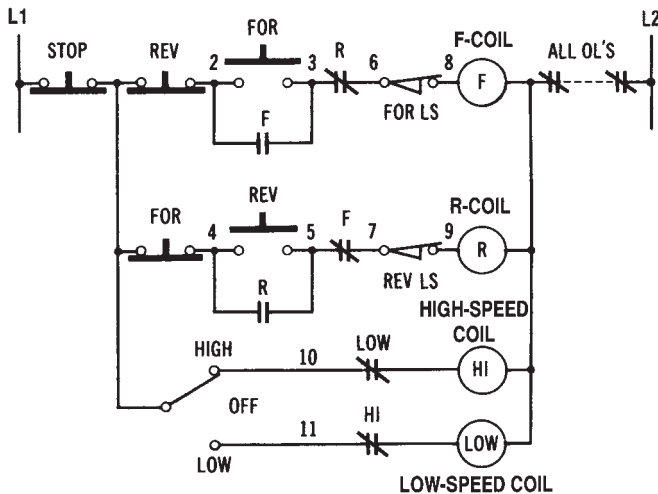 L1
L2
FOR
F-COIL
STOP
REV
2
3
R
6
8
ALL OL'S
F
FOR LS
F
R-COIL
FOR
4
REV
5
F
7
9
R
REV LS
R
HIGH-SPEED
COIL
HIGH
10
LOW
HI
OFF
11
HI
LOW
LOW
LOW-SPEED COIL